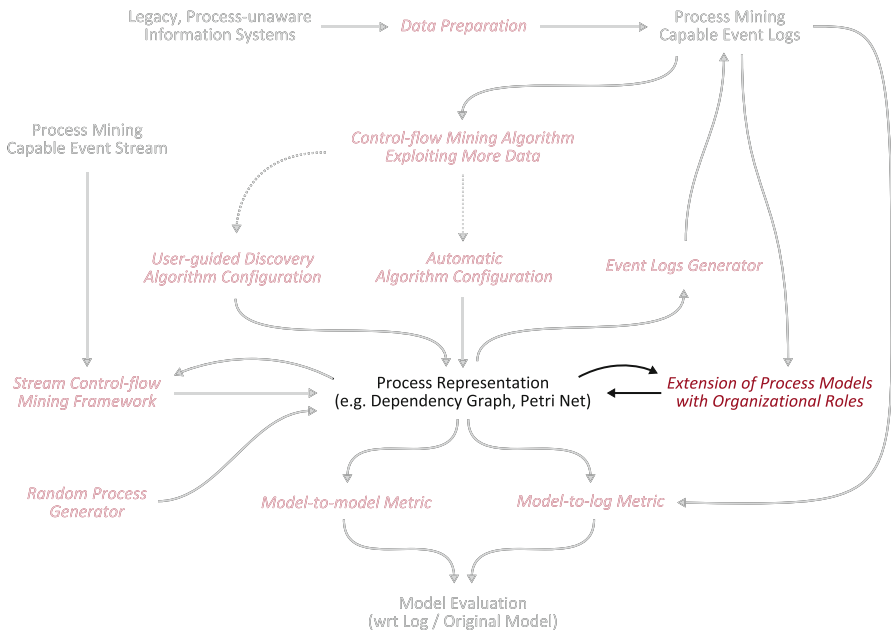 Legacy, Process-unaware
Information Systems
Data Preparation
Process Mining
Capable Event Logs
Process Mining
Capable Event Stream
Control-flow Mining Algorithm
Exploiting More Data
User-guided Discovery
Algorithm Configuration
Automatic
Algorithm Configuration
Event Logs Generator
Stream Control-flow
Mining Framework
Process Representation
(e.g. Dependency Graph, Petri Net)
Extension of Process Models
with Organizational Roles
Random Process
Generator
Model-to-model Metric
Model-to-log Metric
Model Evaluation
(wrt Log / Original Model)